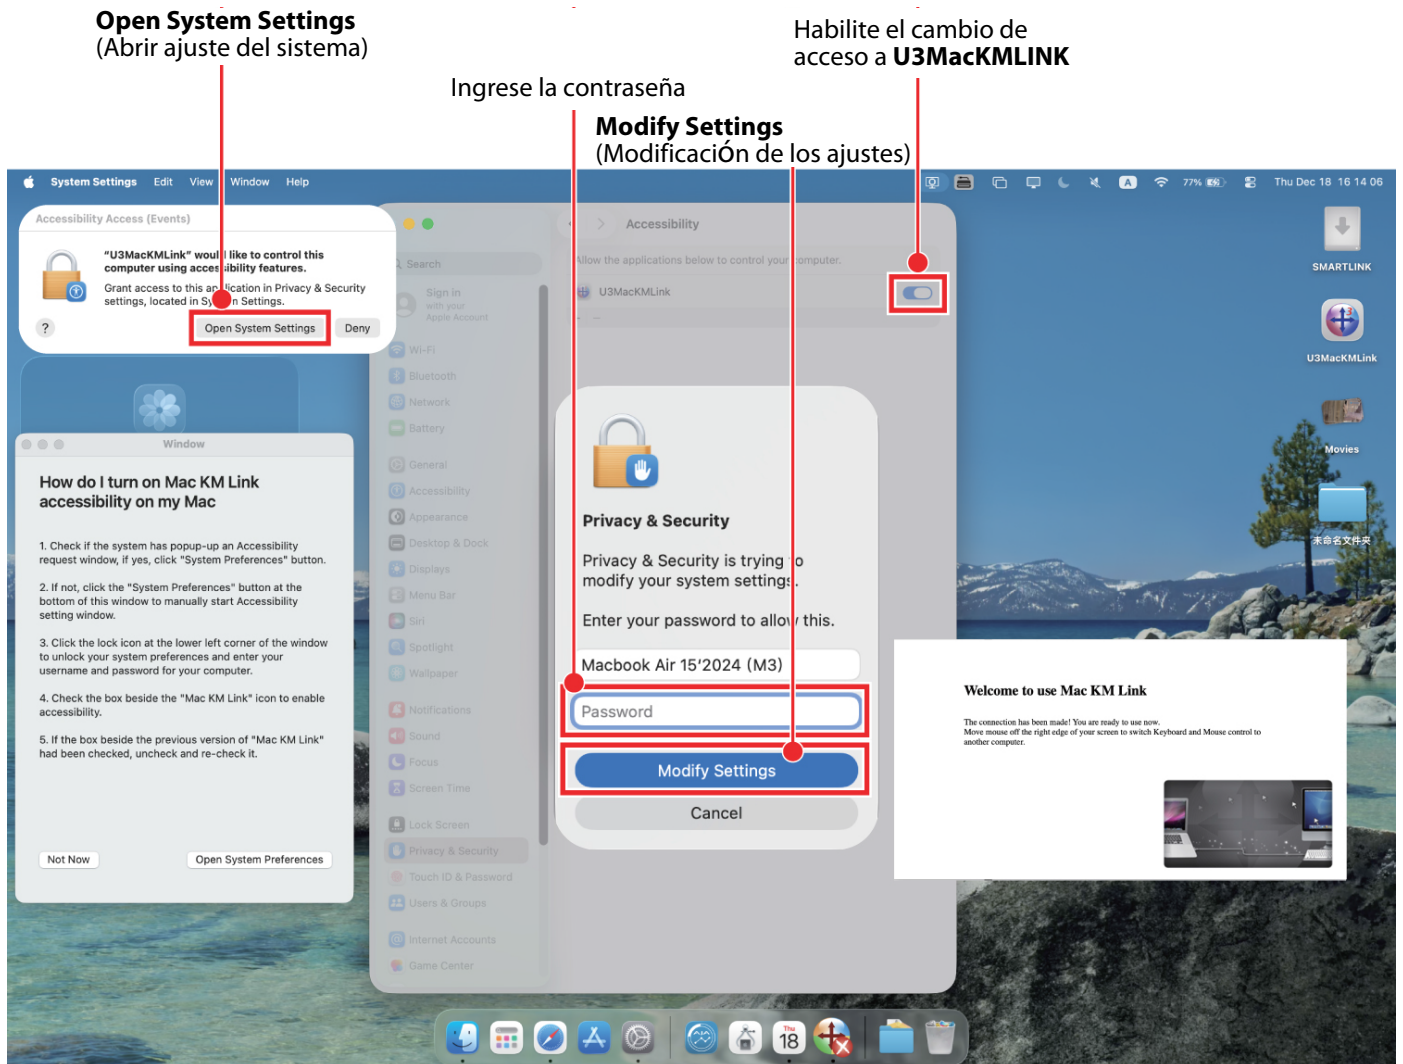 Open System Settings
(Abrir ajuste del sistema)
Habilite el cambio de
acceso a U3MacKMLINK
Ingrese la contraseña
Modify Settings
(Modificación de los ajustes)
System Settings Edit View Window Help
A
77%
Thu Dec 18 16 14 06
Accessibility Access (Events)
"U3MacKMLink" would like to control this
computer using accessibility features.
Grant access to this application in Privacy & Security
settings, located in System Settings.
?
Open System Settings
Deny
Window
How do I turn on Mac KM Link
accessibility on my Mac
1. Check if the system has popup-up an Accessibility
request window, if yes, click "System Preferences" button.
2. If not, click the "System Preferences" button at the
bottom of this window to manually start Accessibility
setting window.
3. Click the lock icon at the lower left corner of the window
to unlock your system preferences and enter your
username and password for your computer.
4. Check the box beside the "Mac KM Link" icon to enable
accessibility.
5. If the box beside the previous version of "Mac KM Link"
had been checked, uncheck and re-check it.
Not Now
Open System Preferences
Search
Sign in
with your
Apple Account
Wi-Fi
Bluetooth
Network
Battery
General
Accessibility
Appearance
Desktop & Dock
Displays
Menu Bar
Siri
Spotlight
Wallpaper
Notifications
Sound
Focus
Screen Time
Lock Screen
Privacy & Security
Touch ID & Password
Users & Groups
Internet Accounts
Game Center
Accessibility
Allow the applications below to control your computer.
U3MacKMLink
Privacy & Security
Privacy & Security is trying to
modify your system settings.
Enter your password to allow this.
Macbook Air 15'2024 (M3)
Password
Modify Settings
Cancel
SMARTLINK
3
U3MacKMLink
Movies
未命名文件夹
Welcome to use Mac KM Link
The connection has been made! You are ready to use now.
Move mouse off the right edge of your screen to switch Keyboard and Mouse control to
another computer.
Thu
18